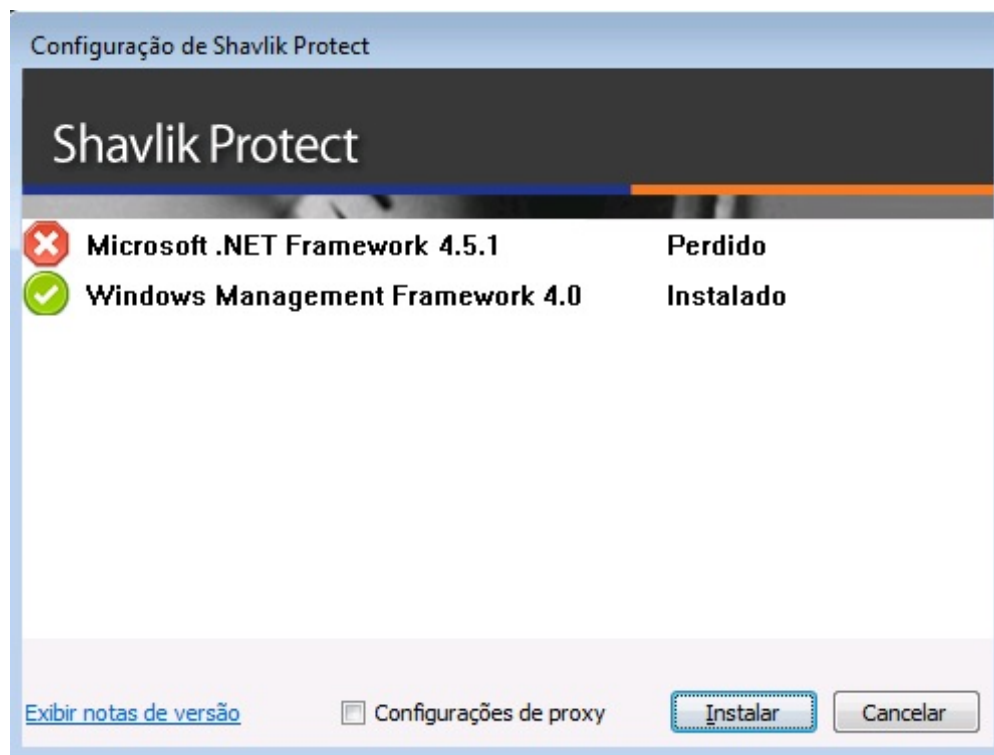 Configuração de Shavlik Protect
Shavlik Protect
Microsoft .NET Framework 4.5.1 Perdido
Windows Management Framework 4.0 Instalado
Exibir notas de versão Configurações de proxy Instalar Cancelar